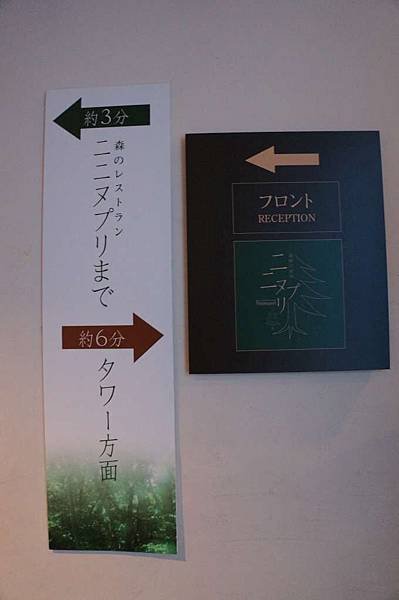 約3分
森のレストラン
ニニヌプリまで
約6分
タワー方面
フロント
RECEPTION
ニニヌプリ